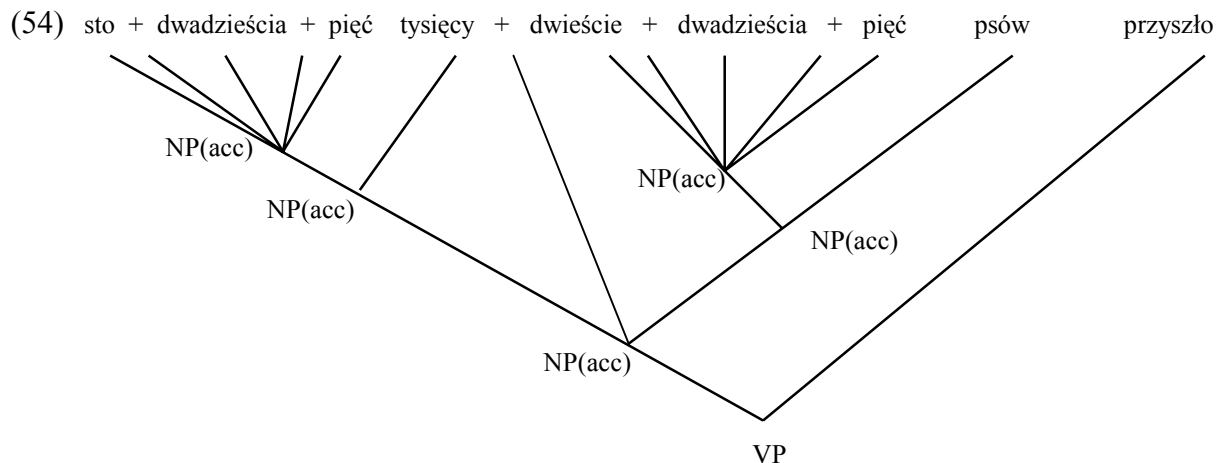 (54) sto + dwadzieścia + pięć tysięcy + dwieście + dwadzieścia + pięć psów przyszło
NP(acc)
NP(acc)
NP(acc)
NP(acc)
NP(acc)
VP